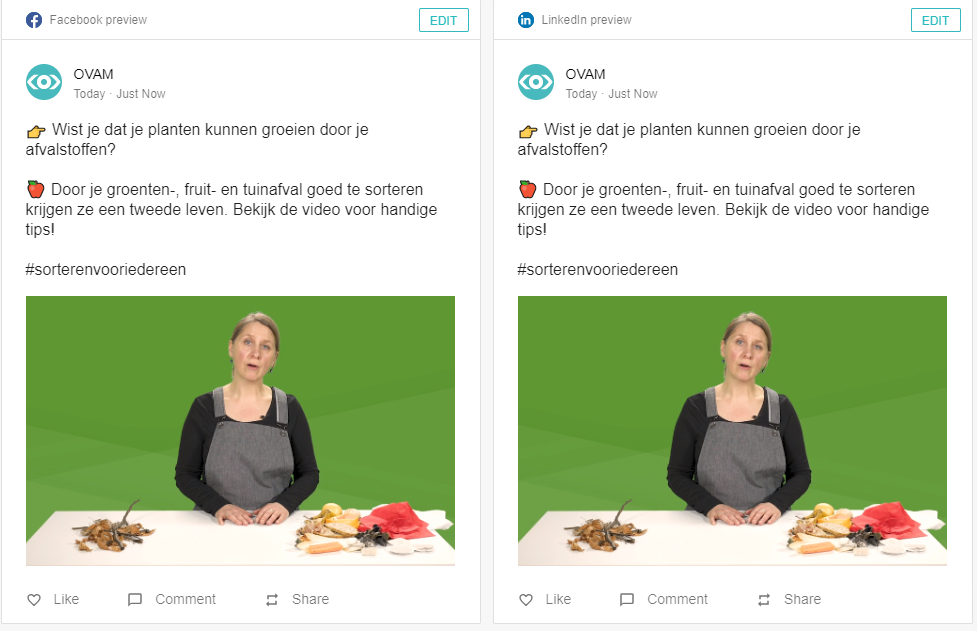 Facebook preview
EDIT
OVAM
Today · Just Now
👉 Wist je dat je planten kunnen groeien door je
afvalstoffen?
🍎 Door je groenten-, fruit- en tuinafval goed te sorteren
krijgen ze een tweede leven. Bekijk de video voor handige
tips!
#sorterenvooriedereen
Like
Comment
Share
LinkedIn preview
EDIT
OVAM
Today · Just Now
👉 Wist je dat je planten kunnen groeien door je
afvalstoffen?
🍎 Door je groenten-, fruit- en tuinafval goed te sorteren
krijgen ze een tweede leven. Bekijk de video voor handige
tips!
#sorterenvooriedereen
Like
Comment
Share